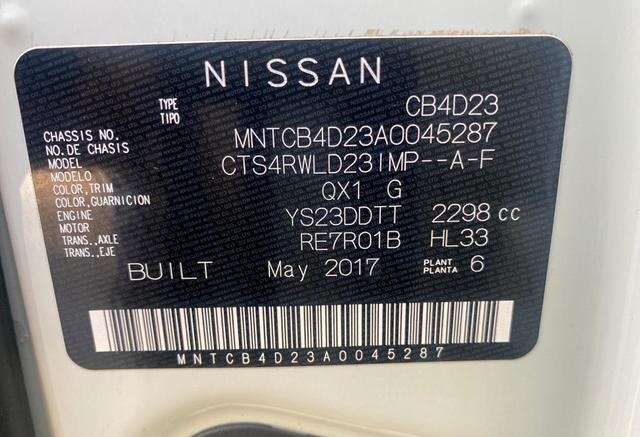 NISSAN
TYPE TIPO CB4D23
CHASSIS NO. NO. DE CHASIS MNTCB4D23A0045287
MODEL MODELO CTS4RWLD23IMP--A-F
COLOR,TRIM COLOR,GUARNICION QX1 G
ENGINE MOTOR YS23DDTT 2298 cc
TRANS.,AXLE TRANS.,EJE RE7R01B HL33
BUILT May 2017 PLANT PLANTA 6
MNTCB4D23A0045287